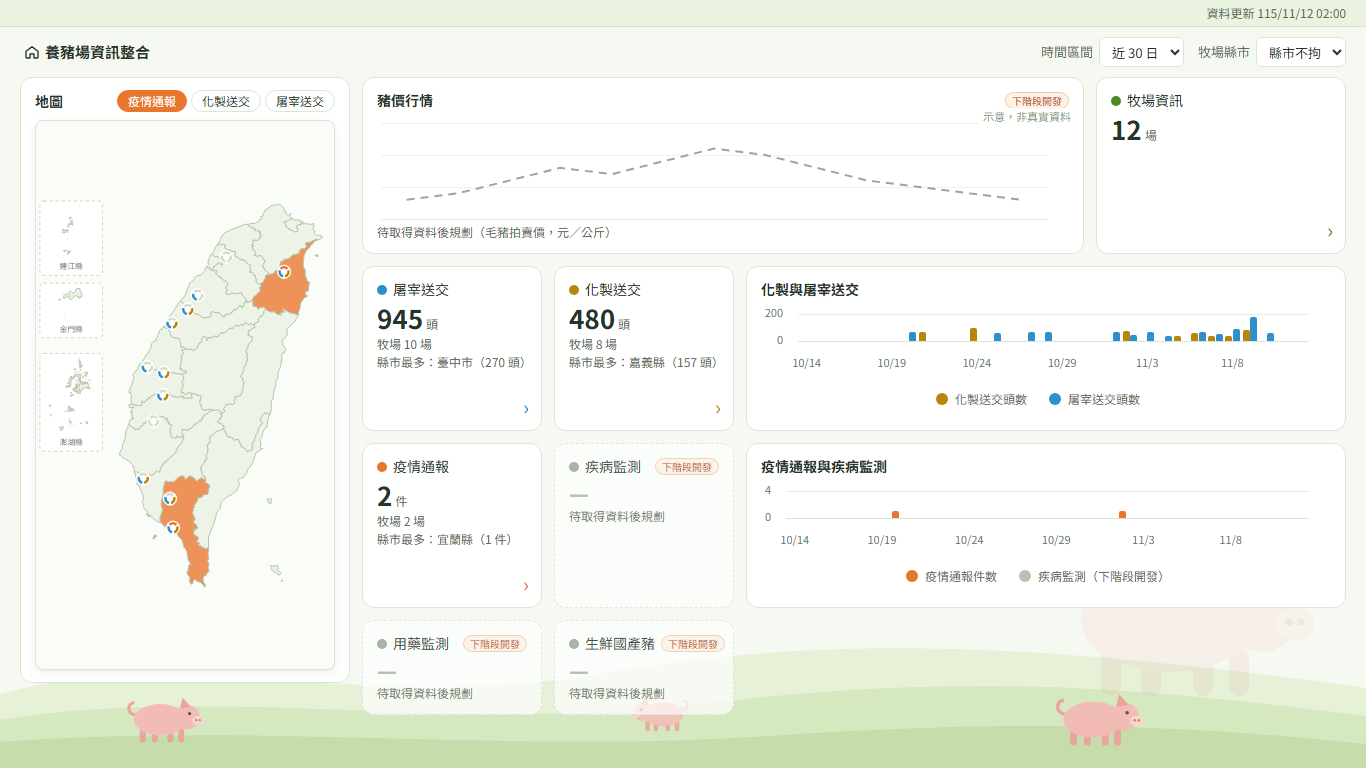 資料更新 115/11/12 02:00
養豬場資訊整合
時間區間 近 30 日 牧場縣市 縣市不拘
地圖 疫情通報 化製送交 屠宰送交
連江縣
金門縣
澎湖縣
豬價行情 下階段開發
示意，非真實資料
待取得資料後規劃（毛豬拍賣價，元／公斤）
牧場資訊
12 場
›
屠宰送交
945 頭
牧場 10 場
縣市最多：臺中市（270 頭）
›
化製送交
480 頭
牧場 8 場
縣市最多：嘉義縣（157 頭）
›
化製與屠宰送交
200
0
10/14 10/19 10/24 10/29 11/3 11/8
化製送交頭數 屠宰送交頭數
疫情通報
2 件
牧場 2 場
縣市最多：宜蘭縣（1 件）
›
疾病監測 下階段開發
—
待取得資料後規劃
疫情通報與疾病監測
4
0
10/14 10/19 10/24 10/29 11/3 11/8
疫情通報件數 疾病監測（下階段開發）
用藥監測 下階段開發
—
待取得資料後規劃
生鮮國產豬 下階段開發
—
待取得資料後規劃